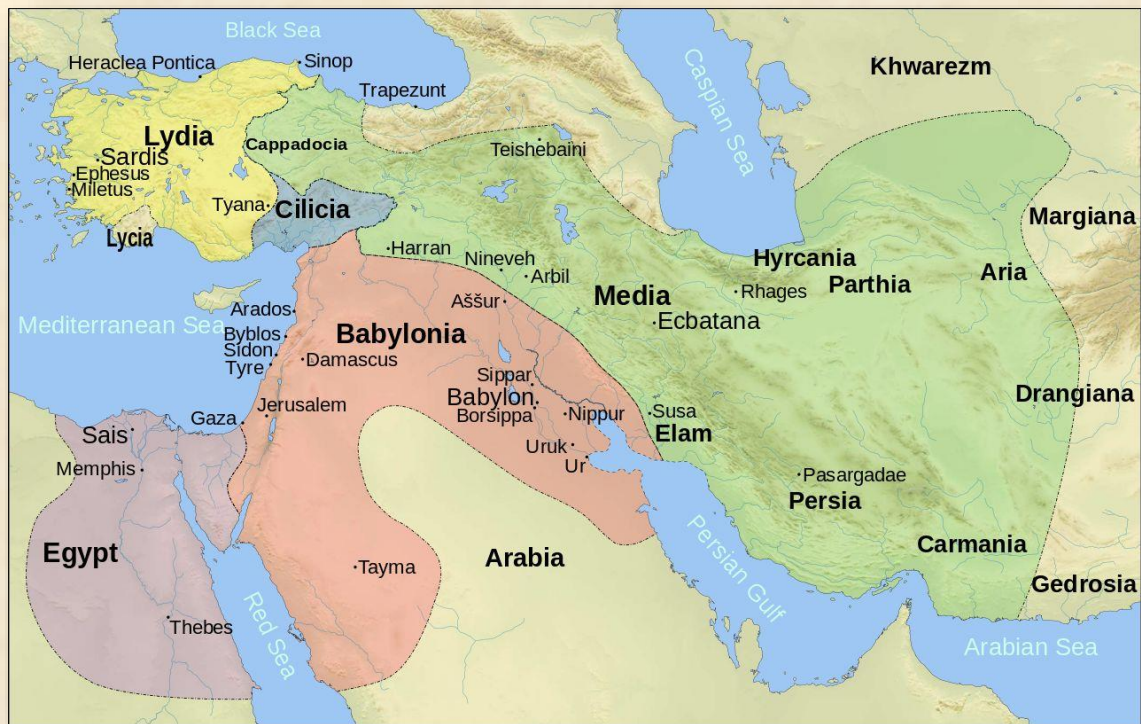 Black Sea
Heraclea Pontica
Sinop
Trapezunt
Caspian Sea
Khwarezm
Lydia
Cappadocia
Teishebaini
Sardis
Ephesus
Miletus
Tyana
Cilicia
Lycia
Margiana
Harran
Nineveh
Arbil
Hyrcania
Parthia
Aria
Media
Rhages
Aššur
Ecbatana
Mediterranean Sea
Arados
Byblos
Sidon
Tyre
Babylonia
Damascus
Sippar
Babylon
Borsippa
Nippur
Drangiana
Jerusalem
Gaza
Susa
Elam
Sais
Memphis
Uruk
Ur
Pasargadae
Persia
Egypt
Arabia
Persian Gulf
Carmania
Tayma
Gedrosia
Thebes
Red Sea
Arabian Sea